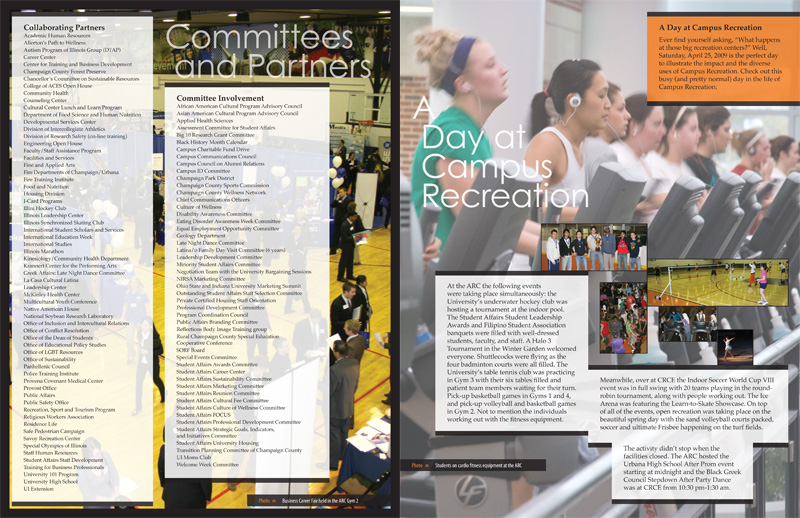 Committees
and Partners
Collaborating Partners
Academic Human Resources
Allerton's Path to Wellness
Autism Program of Illinois Group (DTAP)
Career Center
Center for Training and Business Development
Champaign County Forest Preserve
Chancellor's Committee on Sustainable Resources
College of ACES Open House
Community Health
Counseling Center
Cultural Center Lunch and Learn Program
Department of Food Science and Human Nutrition
Developmental Services Center
Division of Intercollegiate Athletics
Division of Research Safety (on-line training)
Engineering Open House
Faculty/Staff Assistance Program
Facilities and Services
Fine and Applied Arts
Fire Departments of Champaign/Urbana
Fire Training Institute
Food and Nutrition
Housing Division
I-Card Programs
Illini Hockey Club
Illinois Leadership Center
Illinois Synchronized Skating Club
International Student Scholars and Services
International Education Week
International Studies
Illinois Marathon
Kinesiology/Community Health Department
Krannert Center for the Performing Arts
Greek Affairs: Late Night Dance Committee
La Casa Cultural Latina
Leadership Center
McKinley Health Center
Multicultural Youth Conference
Native American House
National Soybean Research Laboratory
Office of Inclusion and Intercultural Relations
Office of Conflict Resolution
Office of the Dean of Students
Office of Educational Policy Studies
Office of LGBT Resources
Office of Sustainability
Panhellenic Council
Police Training Institute
Provena Covenant Medical Center
Provost Office
Public Affairs
Public Safety Office
Recreation, Sport and Tourism Program
Religious Workers Association
Residence Life
Safe Pedestrian Campaign
Savoy Recreation Center
Special Olympics of Illinois
Staff Human Resources
Student Affairs Staff Development
Training for Business Professionals
University 101 Program
University High School
UI Extension
Committee Involvement
African American Cultural Program Advisory Council
Asian American Cultural Program Advisory Council
Applied Health Sciences
Assessment Committee for Student Affairs
Big Ten Research Grant Committee
Black History Month Calendar
Campus Charitable Fund Drive
Campus Communications Council
Campus Council on Alumni Relations
Campus ID Committee
Champaign Park District
Champaign County Sports Commission
Champaign County Wellness Network
Chief Communications Officers
Culture of Wellness
Disability Awareness Committee
Eating Disorder Awareness Week Committee
Equal Employment Opportunity Committee
Geology Department
Late Night Dance Committee
Latina/o Family Day Visit Committee (6 years)
Leadership Development Committee
Minority Student Affairs Committee
Negotiation Team with the University Bargaining Sessions
NIRSA Marketing Committee
Ohio State and Indiana University Marketing Summit
Outstanding Student Affairs Staff Selection Committee
Private Certified Housing Staff Orientation
Professional Development Committee
Program Coordination Council
Public Affairs Branding Committee
Reflections Body Image Training group
Rural Champaign County Special Education
Cooperative Conference
SORF Board
Special Events Committee
Student Affairs Awards Committee
Student Affairs Career Center
Student Affairs Sustainability Committee
Student Affairs Marketing Committee
Student Affairs Reunion Committee
Student Affairs Cultural Fee Committee
Student Affairs Culture of Wellness Committee
Student Alumni PLUS
Student Affairs Professional Development Committee
Student Affairs Strategic Goals, Indicators,
and Initiatives Committee
Student Affairs University Housing
Transition Planning Committee of Champaign County
UI Moms Club
Welcome Week Committee
Photo » Business Career Fair held in the ARC Gym 2
A
Day at
Campus
Recreation
A Day at Campus Recreation
Ever find yourself asking, "What happens
at those big recreation centers?" Well,
Saturday, April 25, 2009 is the perfect day
to illustrate the impact and the diverse
uses of Campus Recreation. Check out this
busy (and pretty normal) day in the life of
Campus Recreation:
At the ARC the following events
were taking place simultaneously: the
University's underwater hockey club was
hosting a tournament at the indoor pool.
The Student Affairs Student Leadership
Awards and Filipino Student Association
banquets were filled with well-dressed
students, faculty, and staff. A Halo 3
Tournament in the Winter Garden welcomed
everyone. Shuttlecocks were flying as the
four badminton courts were all filled. The
University's table tennis club was practicing
in Gym 3 with their six tables filled and
patient team members waiting for their turn.
Pick-up basketball games in Gyms 1 and 4,
and pick-up volleyball and basketball games
in Gym 2. Not to mention the individuals
working out with the fitness equipment.
Meanwhile, over at CRCE the Indoor Soccer World Cup VIII
event was in full swing with 20 teams playing in the round-
robin tournament, along with people working out. The Ice
Arena was featuring the Learn-to-Skate Showcase. On top
of all of the events, open recreation was taking place on the
beautiful spring day with the sand volleyball courts packed,
soccer and ultimate Frisbee happening on the turf fields.
The activity didn't stop when the
facilities closed. The ARC hosted the
Urbana High School After Prom event
starting at midnight and the Black Greek
Council Stepdown After Party Dance
was at CRCE from 10:30 pm-1:30 am.
Photo » Students on cardio fitness equipment at the ARC